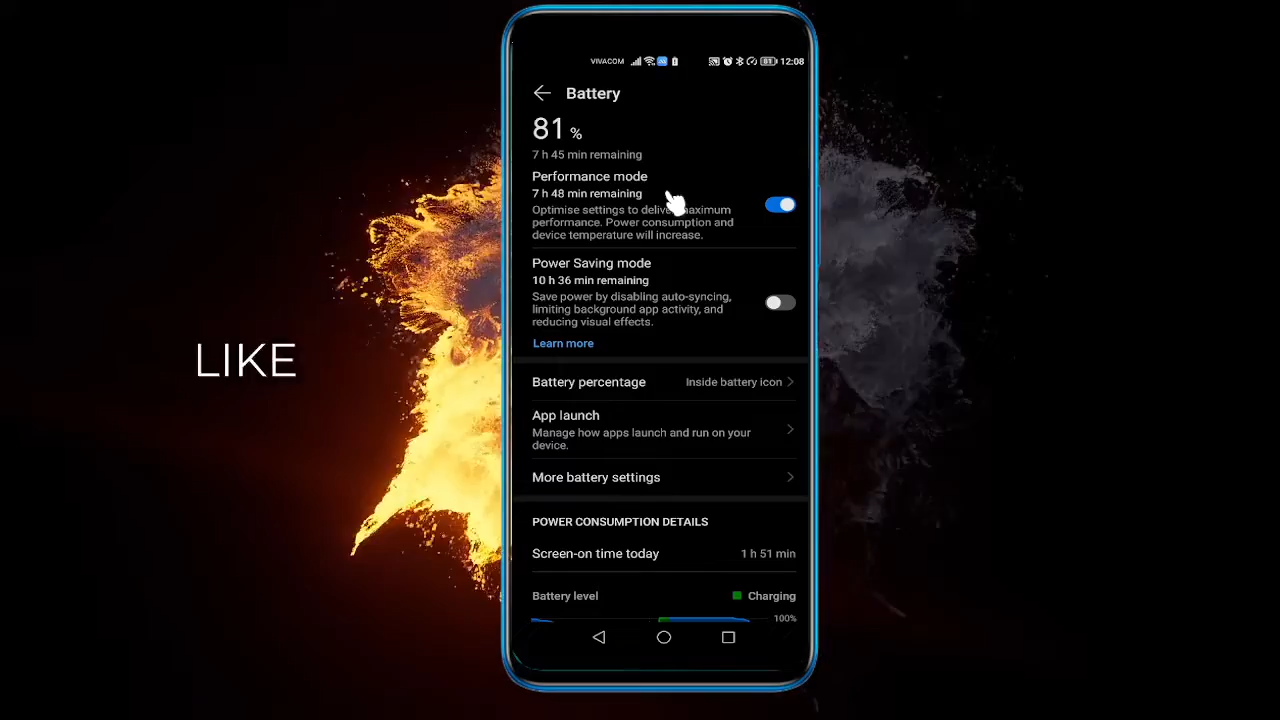 VIVACOM 81 12:08
Battery
81 %
7 h 45 min remaining
Performance mode
7 h 48 min remaining
Optimise settings to deliver maximum
performance. Power consumption and
device temperature will increase.
Power Saving mode
10 h 36 min remaining
Save power by disabling auto-syncing,
limiting background app activity, and
reducing visual effects.
Learn more
LIKE
Battery percentage Inside battery icon
App launch
Manage how apps launch and run on your
device.
More battery settings
POWER CONSUMPTION DETAILS
Screen-on time today 1 h 51 min
Battery level Charging
100%